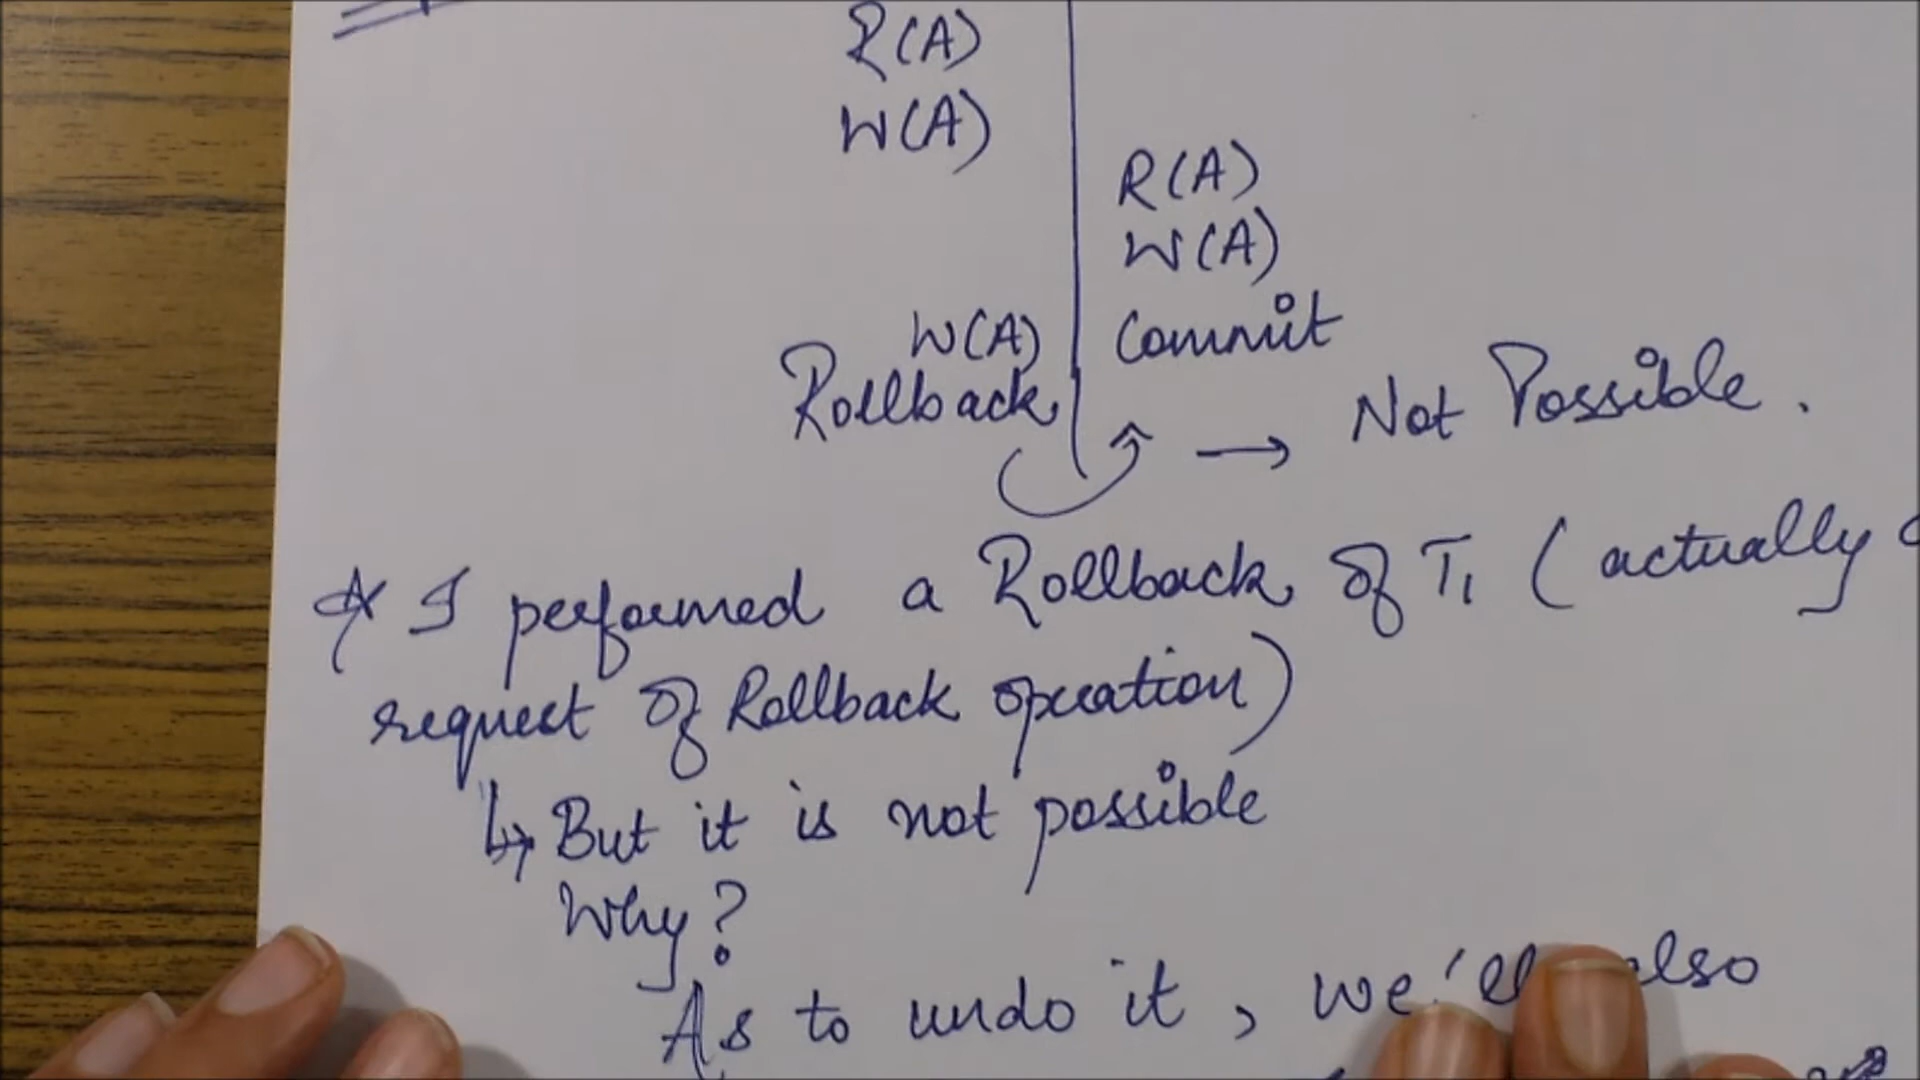 R(A)
W(A)
R(A)
W(A)
W(A) Commit
Rollback
→ Not Possible.
* I performed a Rollback of T1 ( actually
request of Rollback operation)
↳ But it is not possible
Why?
As to undo it, we'll also